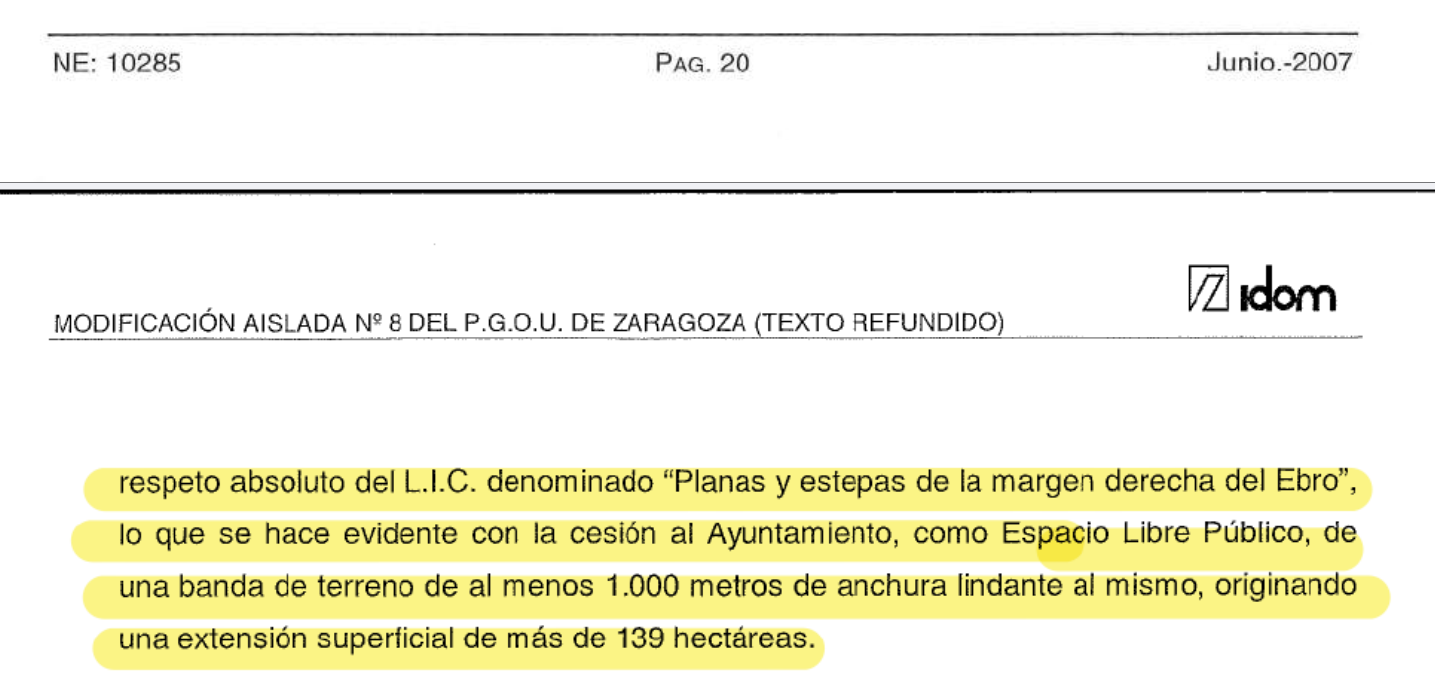 NE: 10285 PAG. 20 Junio.-2007
idom
MODIFICACIÓN AISLADA Nº 8 DEL P.G.O.U. DE ZARAGOZA (TEXTO REFUNDIDO)
respeto absoluto del L.I.C. denominado “Planas y estepas de la margen derecha del Ebro”,
lo que se hace evidente con la cesión al Ayuntamiento, como Espacio Libre Público, de
una banda de terreno de al menos 1.000 metros de anchura lindante al mismo, originando
una extensión superficial de más de 139 hectáreas.